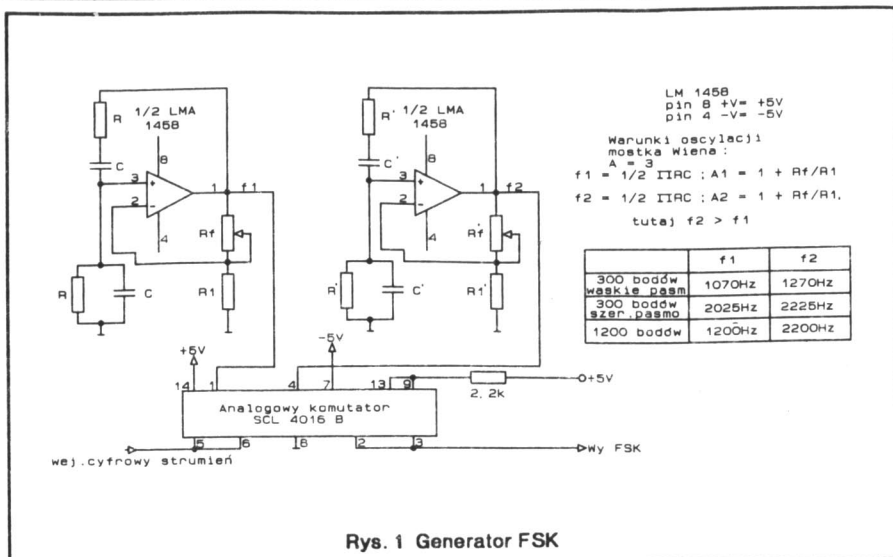 R
1/2 LMA
1458
C
8
3
+
2
-
1
f1
4
Rf
R
C
R1
R'
1/2 LMA
1458
C'
8
3
+
2
-
1
f2
4
Rf'
R'
C'
R1'
LM 1458
pin 8 +V= +5V
pin 4 -V= -5V
Warunki oscylacji
mostka Wiena :
A = 3
f1 = 1/2 ΠRC ; A1 = 1 + Rf/R1
f2 = 1/2 ΠRC ; A2 = 1 + Rf/R1.
tutaj f2 > f1
f1 f2
300 bodów
waskie pasm 1070Hz 1270Hz
300 bodów
szer.pasmo 2025Hz 2225Hz
1200 bodów 1200Hz 2200Hz
+5V
-5V
14 1 4 7 13 9
2.2k
+5V
Analogowy komutator
SCL 4016 B
5 6 8 2 3
wej.cyfrowy strumień
Wy FSK
Rys. 1 Generator FSK